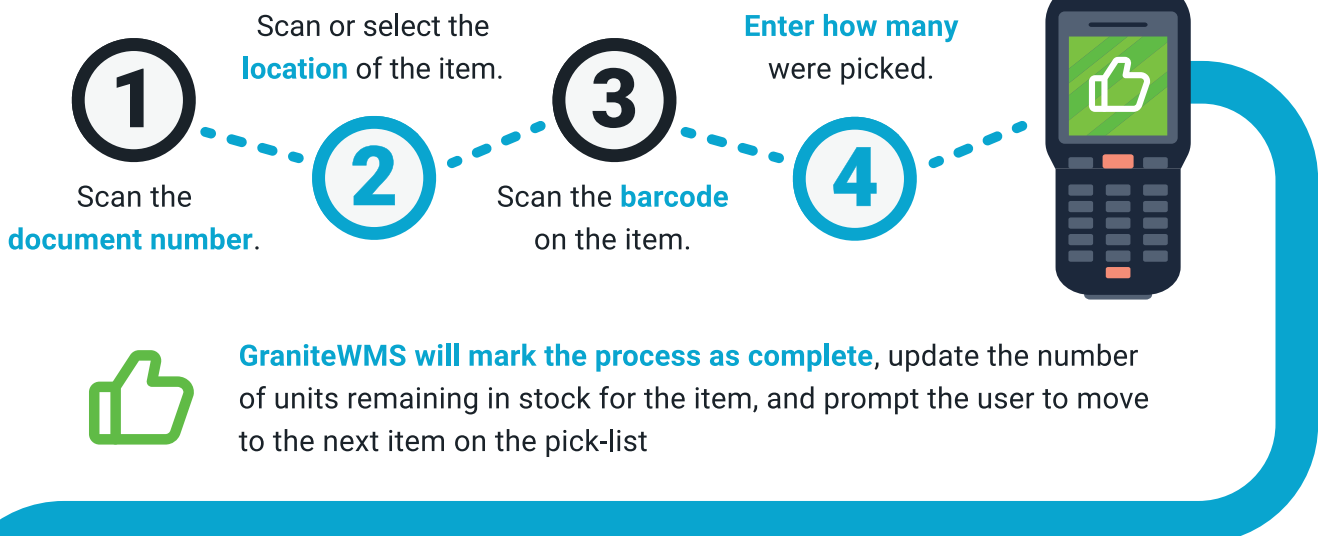 1
Scan the
document number.
Scan or select the
location of the item.
2
3
Scan the barcode
on the item.
Enter how many
were picked.
4
GraniteWMS will mark the process as complete, update the number
of units remaining in stock for the item, and prompt the user to move
to the next item on the pick-list